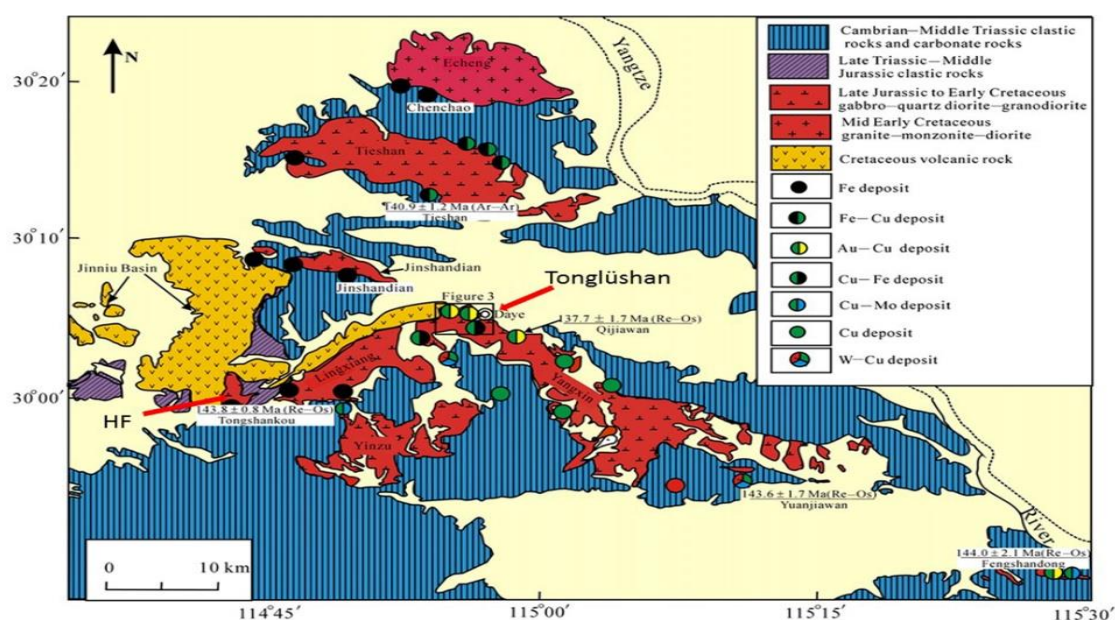 N
30°20′
30°10′
30°00′
114°45′
115°00′
115°15′
115°30′
Echeng
Chenchao
Tieshan
140.9 ± 1.2 Ma (Ar−Ar)
Tieshan
Yangtze
Jinniu Basin
Jinshandian
Jinshandian
Tonglüshan
Figure 3
Daye
137.7 ± 1.7 Ma (Re−Os)
Qijiawan
Lingxiang
HF
143.8 ± 0.8 Ma (Re−Os)
Tongshankou
Yinzu
Yangxin
143.6 ± 1.7 Ma(Re−Os)
Yuanjiawan
River
144.0 ± 2.1 Ma(Re−Os)
Fengshandong
0 10 km
Cambrian−Middle Triassic clastic
rocks and carbonate rocks
Late Triassic−Middle
Jurassic clastic rocks
Late Jurassic to Early Cretaceous
gabbro−quartz diorite−granodiorite
Mid Early Cretaceous
granite−monzonite−diorite
Cretaceous volcanic rock
Fe deposit
Fe−Cu deposit
Au−Cu deposit
Cu−Fe deposit
Cu−Mo deposit
Cu deposit
W−Cu deposit